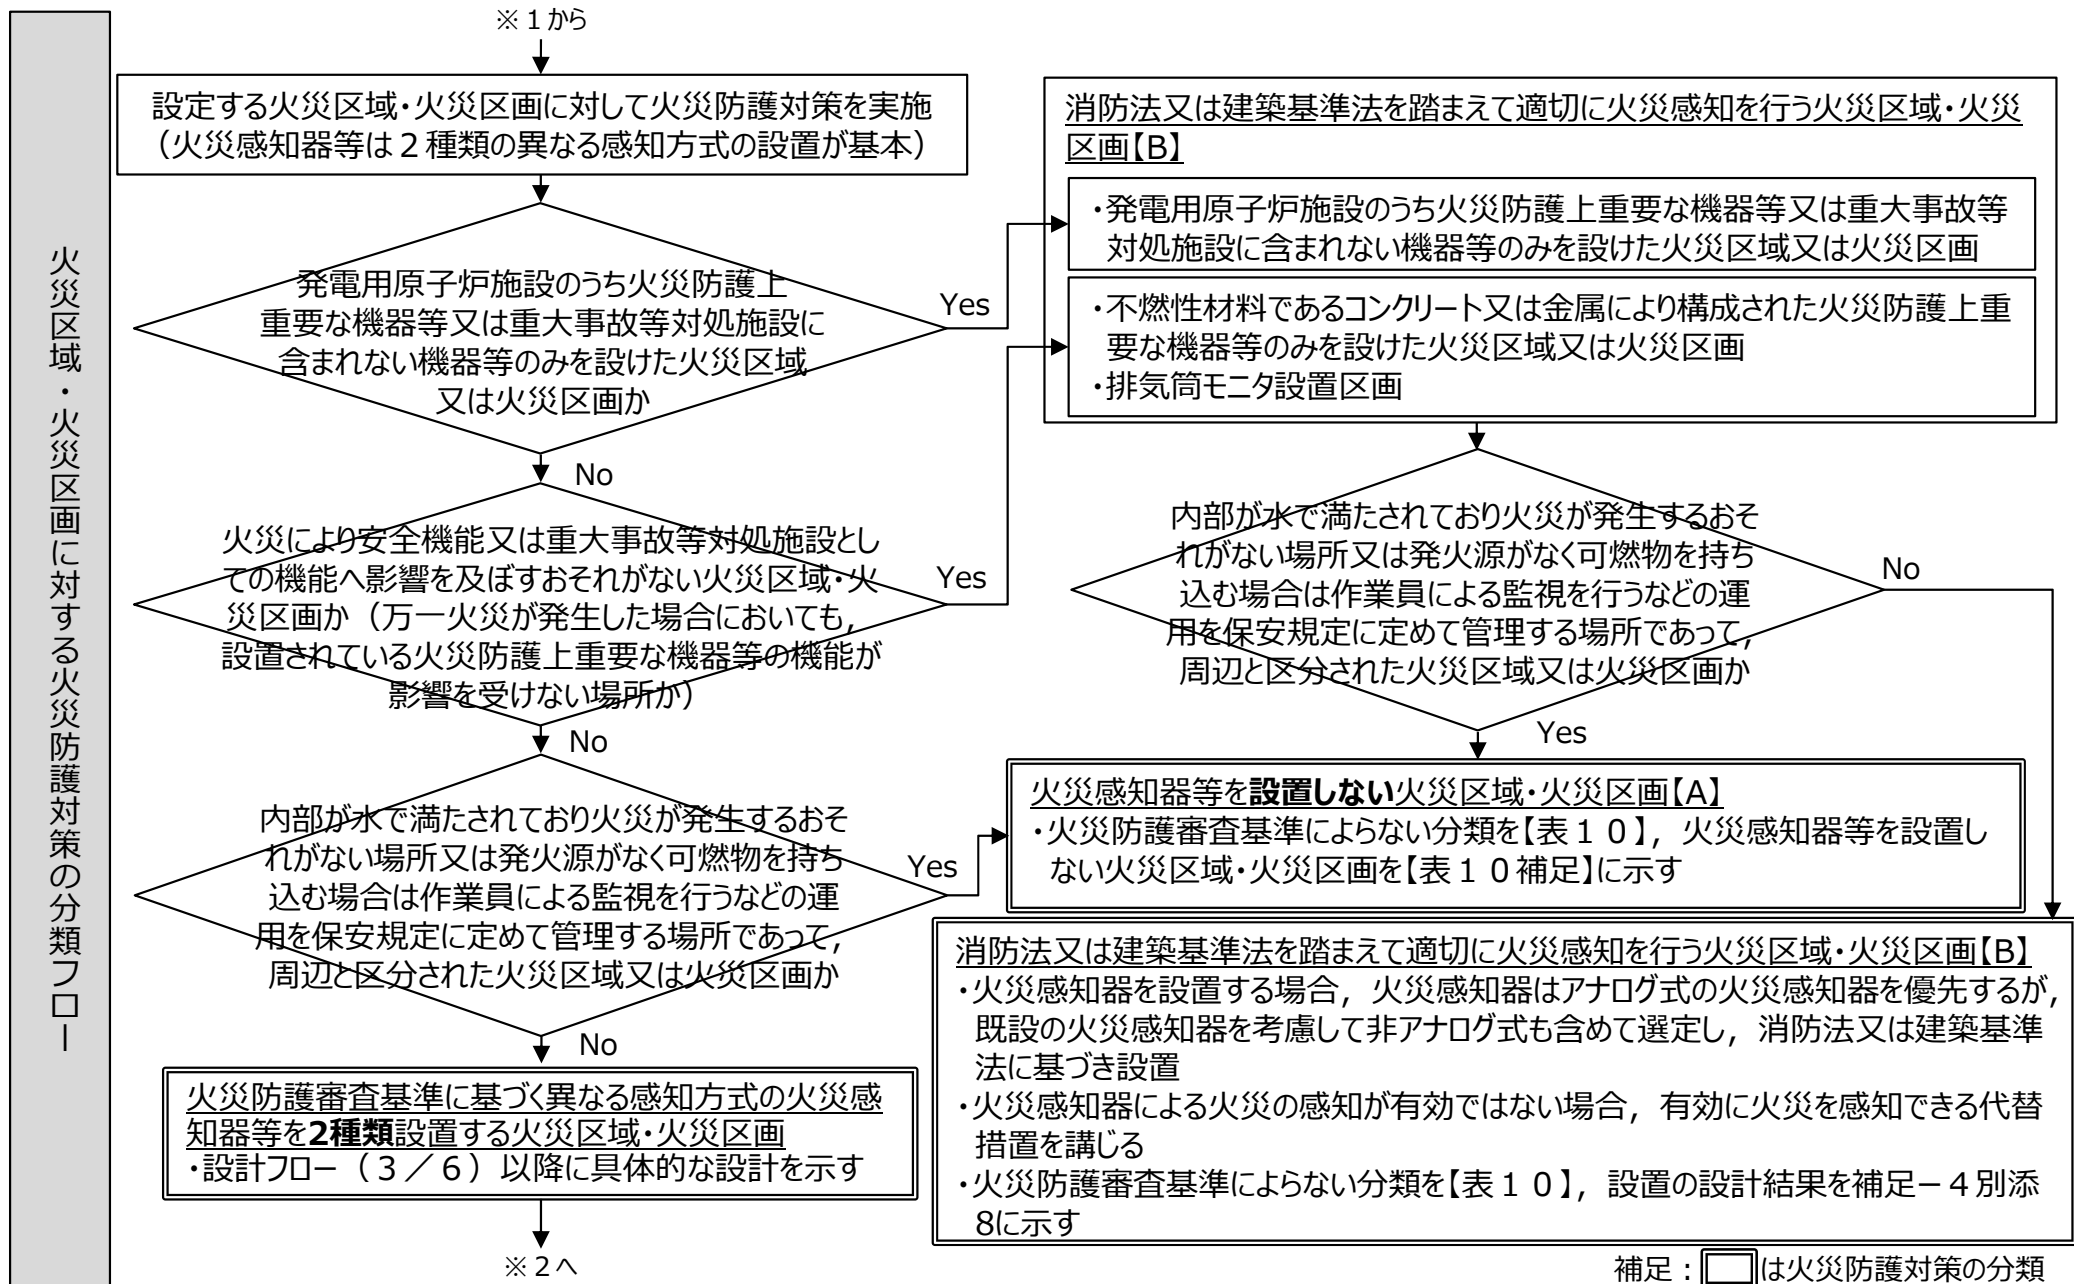 火災区域・火災区画に対する火災防護対策の分類フロー
※１から
設定する火災区域・火災区画に対して火災防護対策を実施
（火災感知器等は２種類の異なる感知方式の設置が基本）
発電用原子炉施設のうち火災防護上
重要な機器等又は重大事故等対処施設に
含まれない機器等のみを設けた火災区域
又は火災区画か
Yes
No
火災により安全機能又は重大事故等対処施設とし
ての機能へ影響を及ぼすおそれがない火災区域・火
災区画か（万一火災が発生した場合においても，
設置されている火災防護上重要な機器等の機能が
影響を受けない場所か）
Yes
No
内部が水で満たされており火災が発生するおそ
れがない場所又は発火源がなく可燃物を持ち
込む場合は作業員による監視を行うなどの運
用を保安規定に定めて管理する場所であって，
周辺と区分された火災区域又は火災区画か
Yes
No
火災防護審査基準に基づく異なる感知方式の火災感
知器等を2種類設置する火災区域・火災区画
・設計フロー（３／６）以降に具体的な設計を示す
※２へ
消防法又は建築基準法を踏まえて適切に火災感知を行う火災区域・火災
区画【B】
・発電用原子炉施設のうち火災防護上重要な機器等又は重大事故等
対処施設に含まれない機器等のみを設けた火災区域又は火災区画
・不燃性材料であるコンクリート又は金属により構成された火災防護上重
要な機器等のみを設けた火災区域又は火災区画
・排気筒モニタ設置区画
内部が水で満たされており火災が発生するおそ
れがない場所又は発火源がなく可燃物を持ち
込む場合は作業員による監視を行うなどの運
用を保安規定に定めて管理する場所であって，
周辺と区分された火災区域又は火災区画か
No
Yes
火災感知器等を設置しない火災区域・火災区画【A】
・火災防護審査基準によらない分類を【表１０】，火災感知器等を設置し
ない火災区域・火災区画を【表１０補足】に示す
消防法又は建築基準法を踏まえて適切に火災感知を行う火災区域・火災区画【B】
・火災感知器を設置する場合，火災感知器はアナログ式の火災感知器を優先するが，
既設の火災感知器を考慮して非アナログ式も含めて選定し，消防法又は建築基準
法に基づき設置
・火災感知器による火災の感知が有効ではない場合，有効に火災を感知できる代替
措置を講じる
・火災防護審査基準によらない分類を【表１０】，設置の設計結果を補足－４別添
8に示す
補足：は火災防護対策の分類